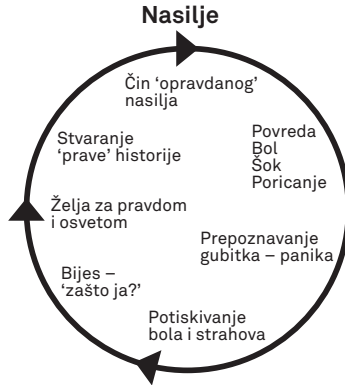 Nasilje
Čin ‘opravdanog’
nasilja
Povreda
Bol
Šok
Poricanje
Prepoznavanje
gubitka – panika
Potiskivanje
bola i strahova
Bijes –
‘zašto ja?’
Želja za pravdom
i osvetom
Stvaranje
‘prave’ historije